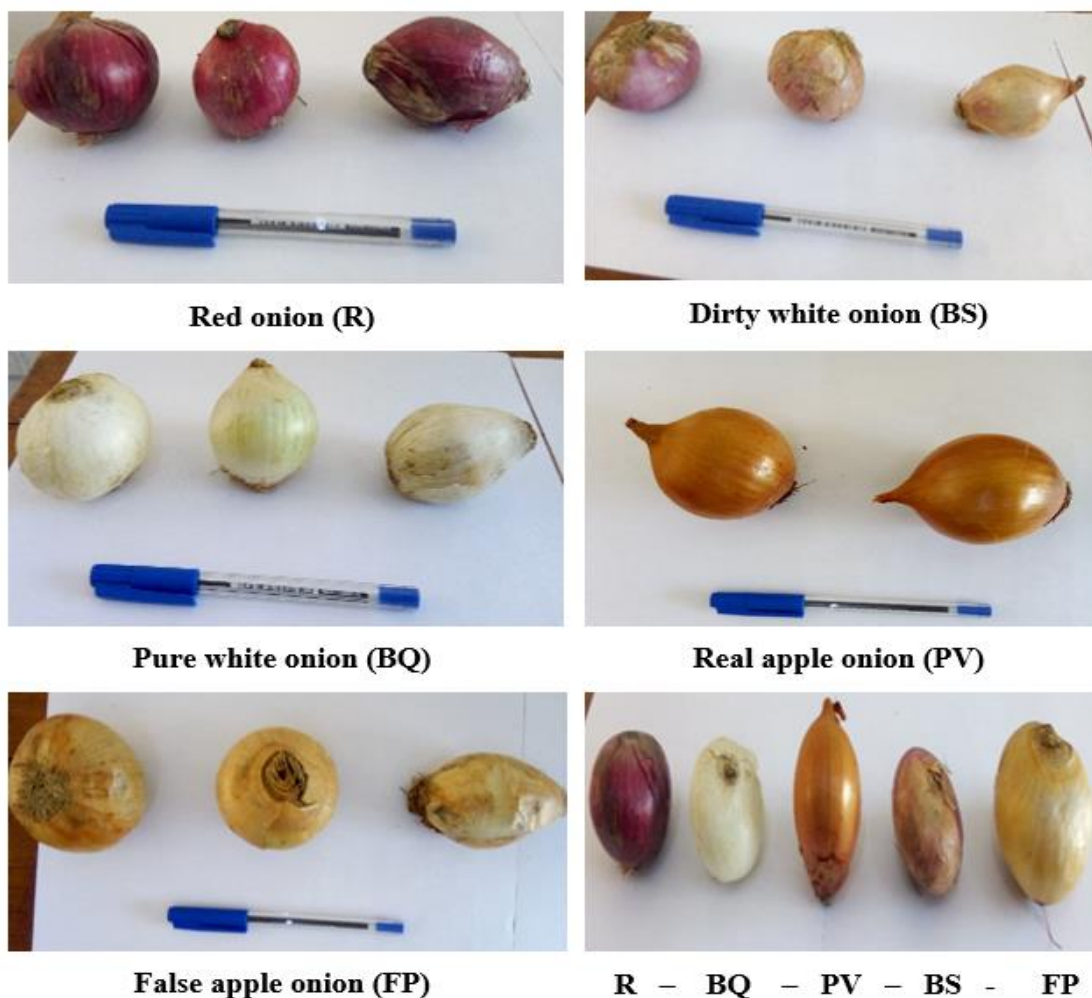 Red onion (R)
Dirty white onion (BS)
Pure white onion (BQ)
Real apple onion (PV)
False apple onion (FP)
R – BQ – PV – BS - FP